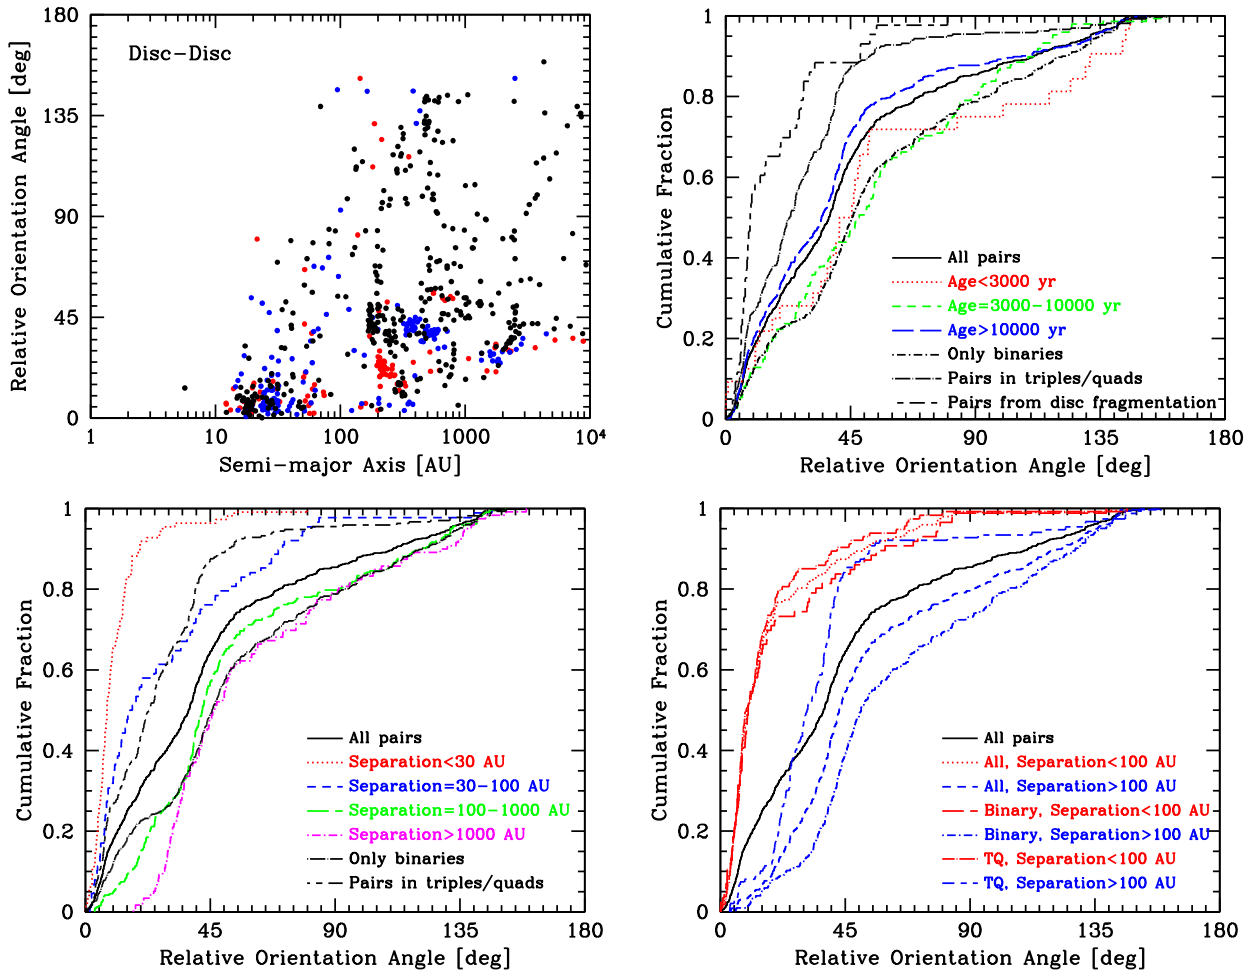 Disc−Disc
Relative Orientation Angle [deg]
180
135
90
45
0
1 10 100 1000 10⁴
Semi−major Axis [AU]
Cumulative Fraction
1
0.8
0.6
0.4
0.2
0
All pairs
Age<3000 yr
Age=3000−10000 yr
Age>10000 yr
Only binaries
Pairs in triples/quads
Pairs from disc fragmentation
0 45 90 135 180
Relative Orientation Angle [deg]
Cumulative Fraction
1
0.8
0.6
0.4
0.2
0
All pairs
Separation<30 AU
Separation=30−100 AU
Separation=100−1000 AU
Separation>1000 AU
Only binaries
Pairs in triples/quads
0 45 90 135 180
Relative Orientation Angle [deg]
Cumulative Fraction
1
0.8
0.6
0.4
0.2
0
All pairs
All, Separation<100 AU
All, Separation>100 AU
Binary, Separation<100 AU
Binary, Separation>100 AU
TQ, Separation<100 AU
TQ, Separation>100 AU
0 45 90 135 180
Relative Orientation Angle [deg]